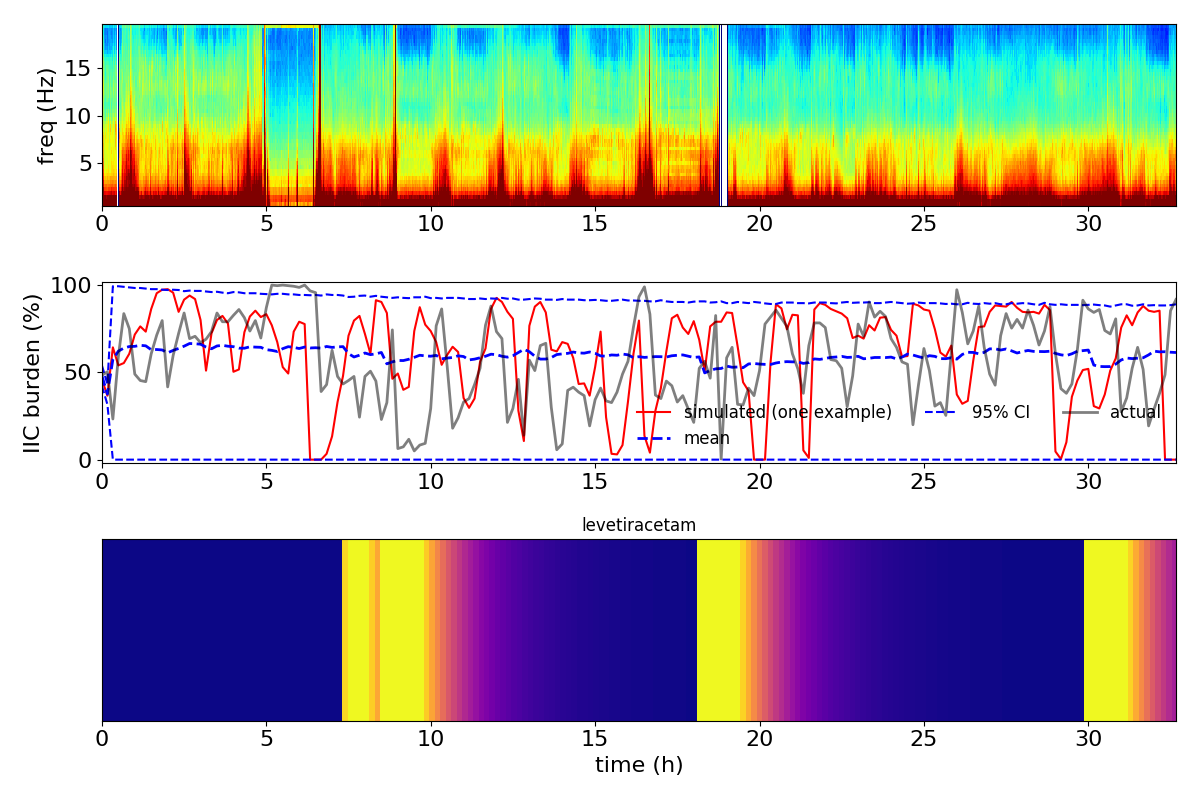 freq (Hz)
15
10
5
0 5 10 15 20 25 30
IIC burden (%)
100
50
0
simulated (one example) 95% CI actual
mean
0 5 10 15 20 25 30
levetiracetam
0 5 10 15 20 25 30
time (h)